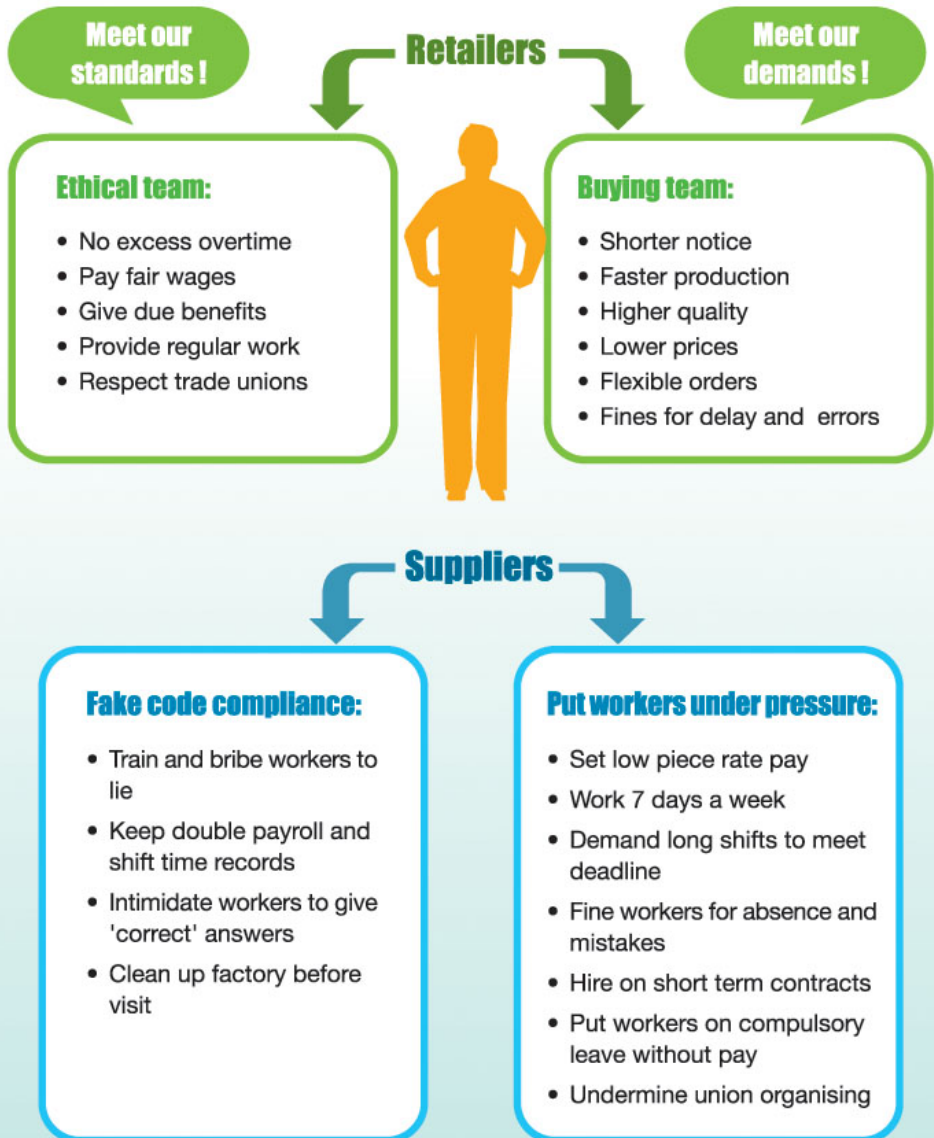 Meet our
standards !
Retailers
Meet our
demands !
Ethical team:
• No excess overtime
• Pay fair wages
• Give due benefits
• Provide regular work
• Respect trade unions
Buying team:
• Shorter notice
• Faster production
• Higher quality
• Lower prices
• Flexible orders
• Fines for delay and errors
Suppliers
Fake code compliance:
• Train and bribe workers to
lie
• Keep double payroll and
shift time records
• Intimidate workers to give
'correct' answers
• Clean up factory before
visit
Put workers under pressure:
• Set low piece rate pay
• Work 7 days a week
• Demand long shifts to meet
deadline
• Fine workers for absence and
mistakes
• Hire on short term contracts
• Put workers on compulsory
leave without pay
• Undermine union organising